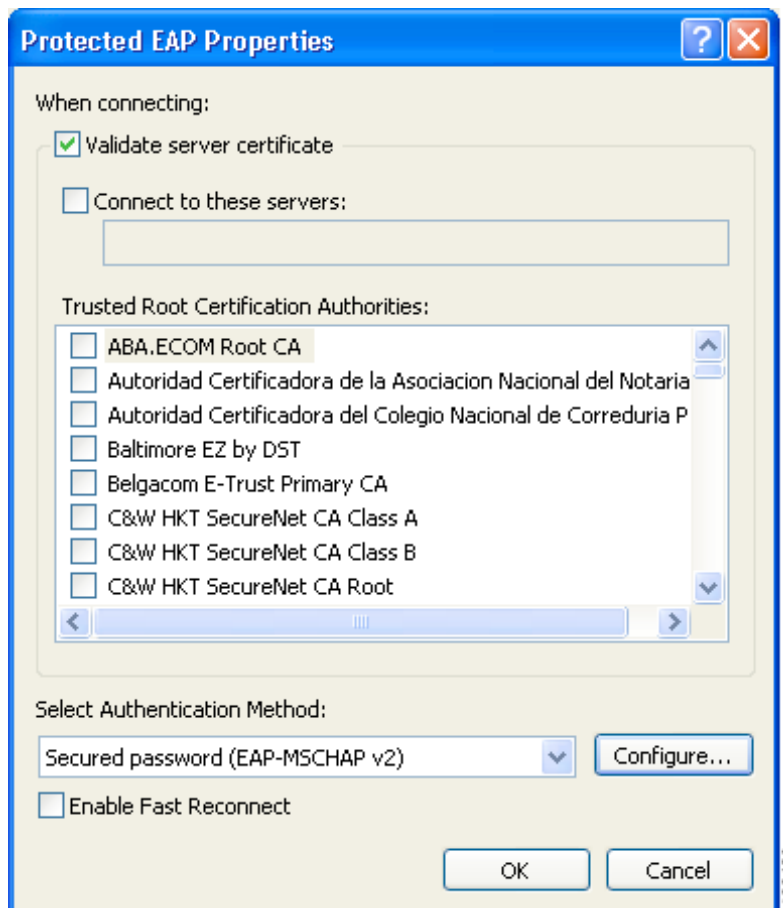 Protected EAP Properties
When connecting:
Validate server certificate
Connect to these servers:
Trusted Root Certification Authorities:
ABA.ECOM Root CA
Autoridad Certificadora de la Asociacion Nacional del Notaria
Autoridad Certificadora del Colegio Nacional de Correduria P
Baltimore EZ by DST
Belgacom E-Trust Primary CA
C&W HKT SecureNet CA Class A
C&W HKT SecureNet CA Class B
C&W HKT SecureNet CA Root
Select Authentication Method:
Secured password (EAP-MSCHAP v2) Configure...
Enable Fast Reconnect
OK Cancel